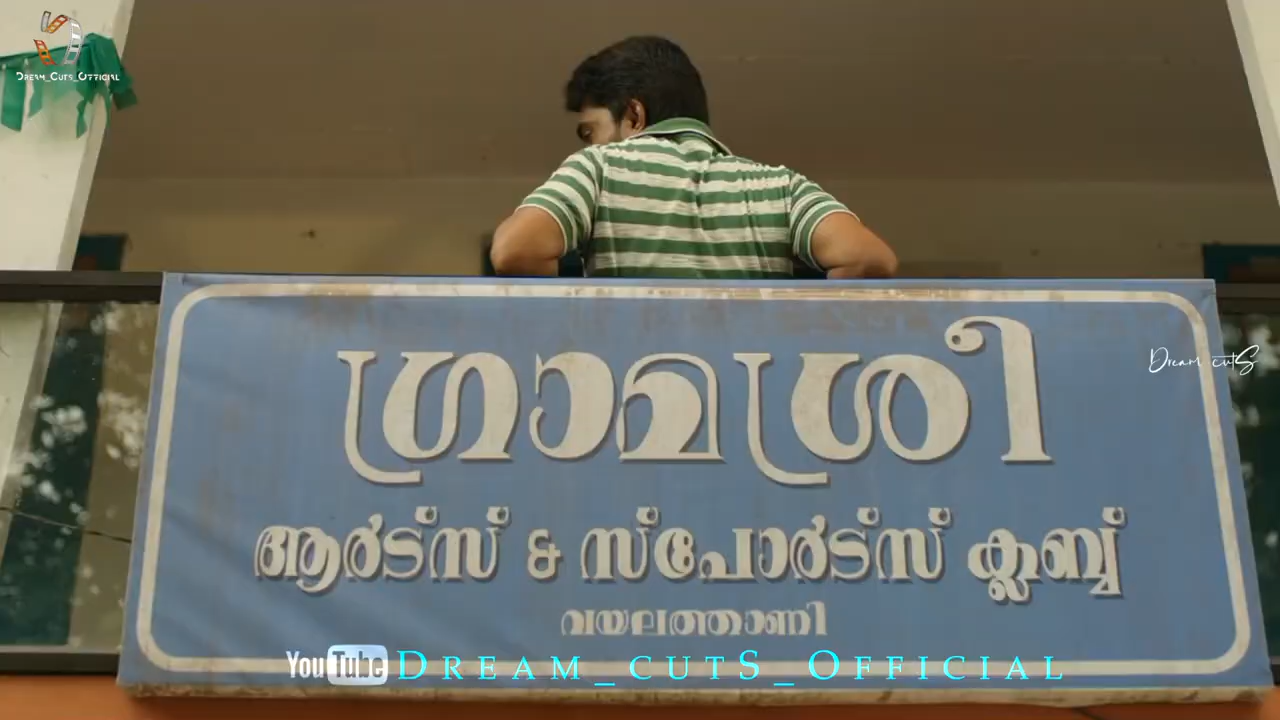 Dream_Cuts_Official
ഗ്രാമശ്രീ
Dream cutS
ആർട്സ് & സ്പോർട്സ് ക്ലബ്ബ്
വയലത്താണി
YouTube Dream_cutS_Official